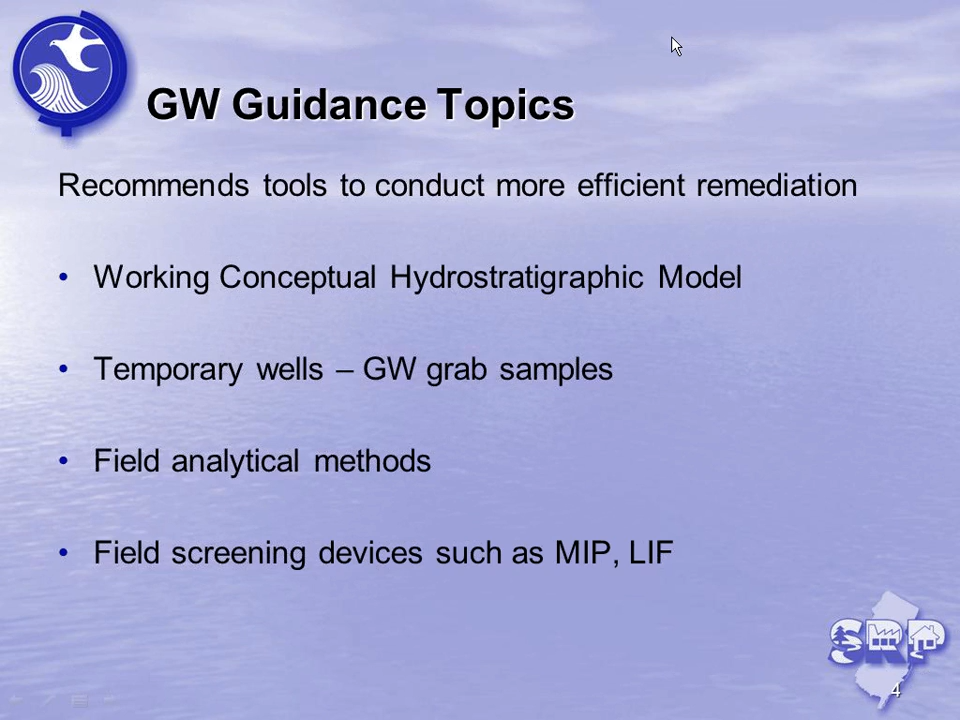 GW Guidance Topics
Recommends tools to conduct more efficient remediation
• Working Conceptual Hydrostratigraphic Model
• Temporary wells – GW grab samples
• Field analytical methods
• Field screening devices such as MIP, LIF
SRP
4